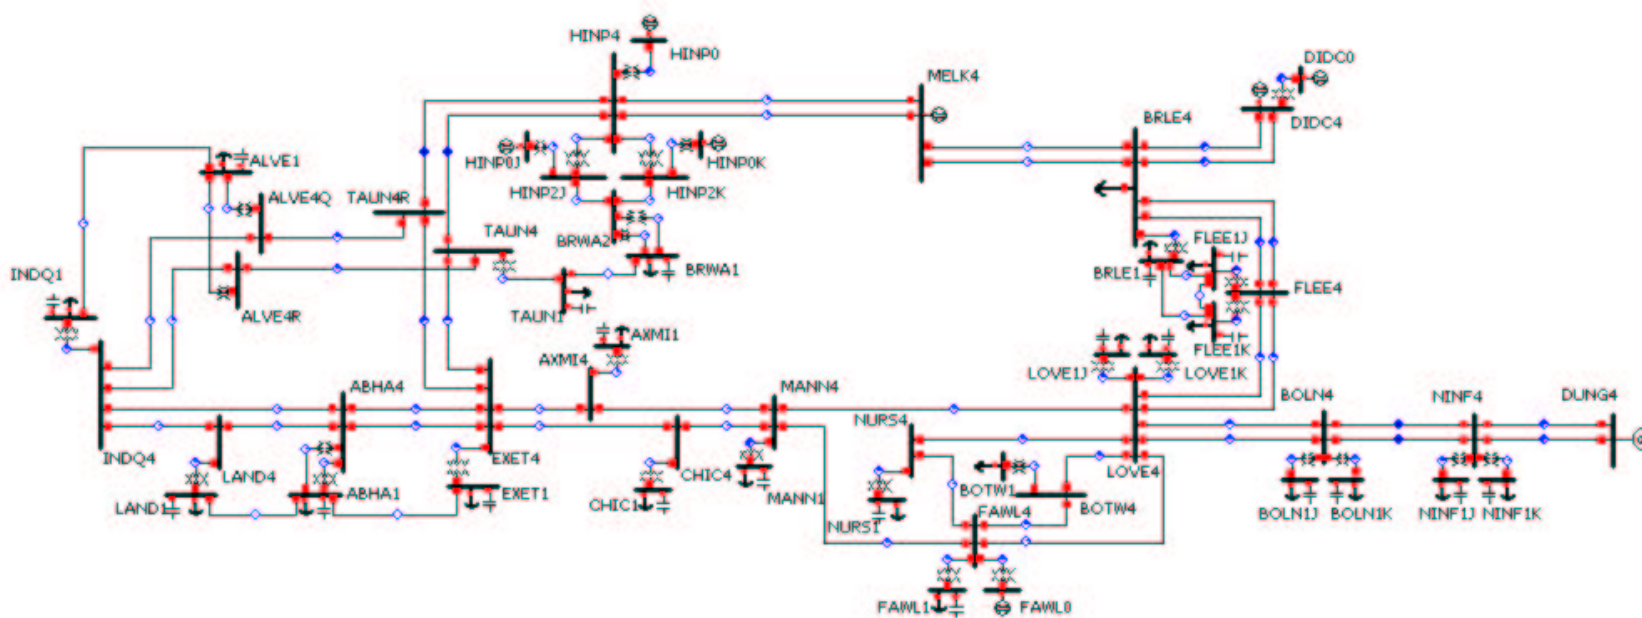 HINP4
HINP0
DIDC0
MELK4
BRLE4
DIDC4
ALVE1
HINP0J
HINP0K
ALVE4Q
TAUN4R
HINP2J
HINP2K
TAUN4
BRWA2
FLEE1J
INDQ1
BRWA1
BRLE1
FLEE4
ALVE4R
TAUN1
AXMI1
FLEE1K
AXMI4
LOVE1J
LOVE1K
ABHA4
MANN4
BOLN4
NINF4
DUNG4
NURS4
INDQ4
EXET4
LOVE4
LAND4
CHIC4
BOTW1
ABHA1
EXET1
MANN1
BOTW4
LAND1
CHIC1
FAWL4
NURS1
BOLN1J
BOLN1K
NINF1J
NINF1K
FAWL1
FAWL0